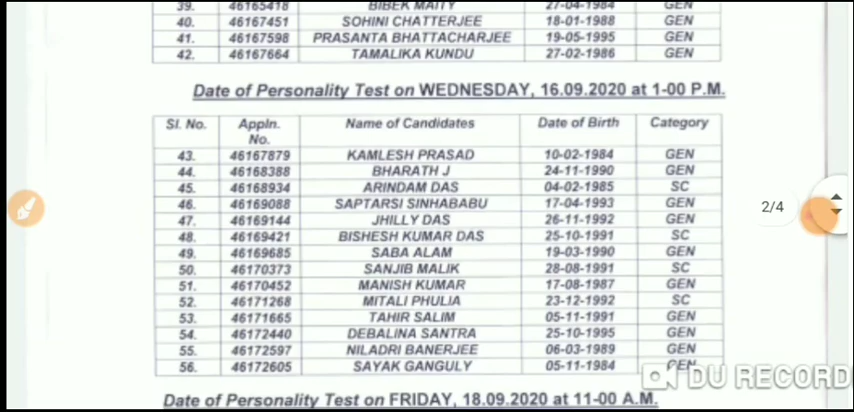 39. 46165418 BIBEK MAITY 27-04-1984 GEN
40. 46167451 SOHINI CHATTERJEE 18-01-1988 GEN
41. 46167598 PRASANTA BHATTACHARJEE 19-05-1995 GEN
42. 46167664 TAMALIKA KUNDU 27-02-1986 GEN
Date of Personality Test on WEDNESDAY, 16.09.2020 at 1-00 P.M.
Sl. No. Appln. No. Name of Candidates Date of Birth Category
43. 46167879 KAMLESH PRASAD 10-02-1984 GEN
44. 46168388 BHARATH J 24-11-1990 GEN
45. 46168934 ARINDAM DAS 04-02-1985 SC
46. 46169088 SAPTARSI SINHABABU 17-04-1993 GEN
47. 46169144 JHILLY DAS 26-11-1992 GEN
48. 46169421 BISHESH KUMAR DAS 25-10-1991 SC
49. 46169685 SABA ALAM 19-03-1990 GEN
50. 46170373 SANJIB MALIK 28-08-1991 SC
51. 46170452 MANISH KUMAR 17-08-1987 GEN
52. 46171268 MITALI PHULIA 23-12-1992 SC
53. 46171665 TAHIR SALIM 05-11-1991 GEN
54. 46172440 DEBALINA SANTRA 25-10-1995 GEN
55. 46172597 NILADRI BANERJEE 06-03-1989 GEN
56. 46172605 SAYAK GANGULY 05-11-1984 GEN
Date of Personality Test on FRIDAY, 18.09.2020 at 11-00 A.M.
2/4
DU RECORD